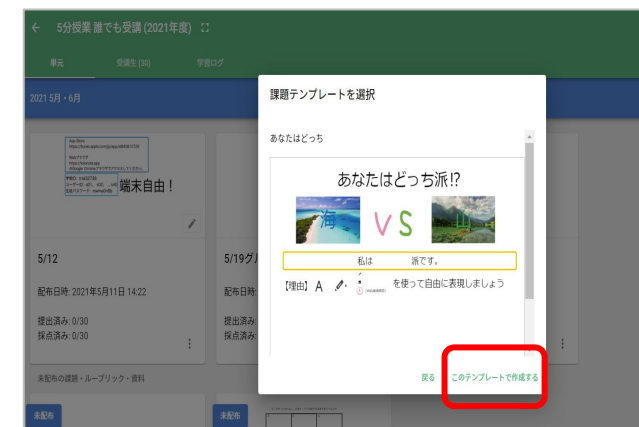 ← 5分授業 誰でも受講 (2021年度)
単元 受講生 (30) 学習ログ
2021 5月・6月
課題テンプレートを選択
あなたはどっち
あなたはどっち派!?
海 VS 山
私は 派です。
【理由】 A を使って自由に表現しましょう
端末自由！
5/12
5/19グル
配布日時: 2021年5月11日 14:22
配布日時:
提出済み: 0/30
提出済み:
採点済み: 0/30
採点済み:
戻る このテンプレートで作成する
未配布の課題・ルーブリック・資料
未配布 未配布